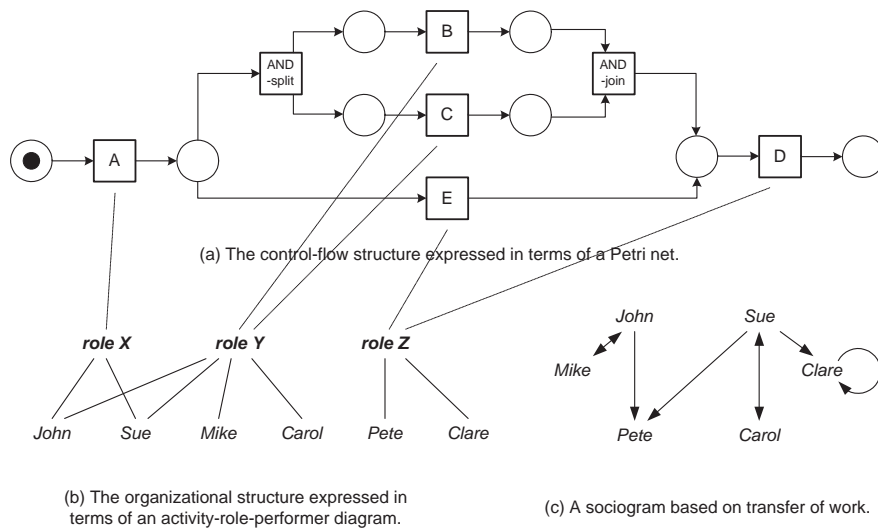 B
AND
-split
AND
-join
C
A
D
E
(a) The control-flow structure expressed in terms of a Petri net.
role X
role Y
role Z
John
Sue
Mike
Carol
Pete
Clare
(b) The organizational structure expressed in
terms of an activity-role-performer diagram.
John
Sue
Mike
Clare
Pete
Carol
(c) A sociogram based on transfer of work.